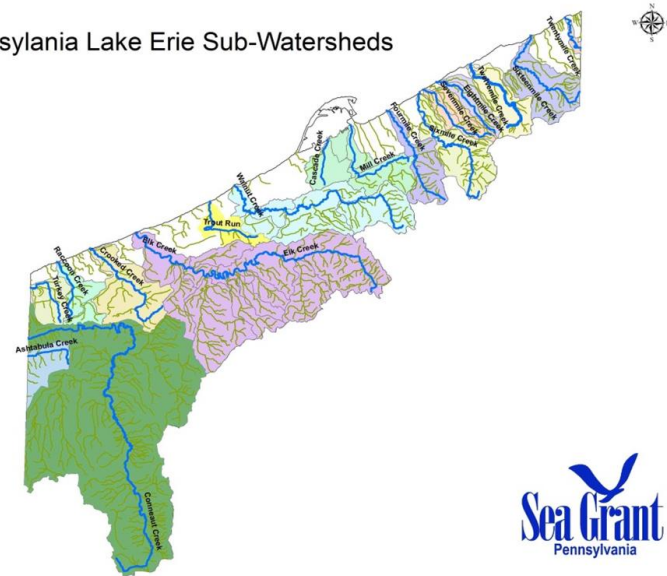 sylania Lake Erie Sub-Watersheds
N
W
S
Twentymile Creek
Sixteenmile Creek
Twelvemile Creek
Eightmile Creek
Sevenmile Creek
Sixmile Creek
Fourmile Creek
Mill Creek
Cascade Creek
Walnut Creek
Trout Run
Elk Creek
Elk Creek
Crooked Creek
Raccoon Creek
Turkey Creek
Ashtabula Creek
Conneaut Creek
Sea Grant
Pennsylvania